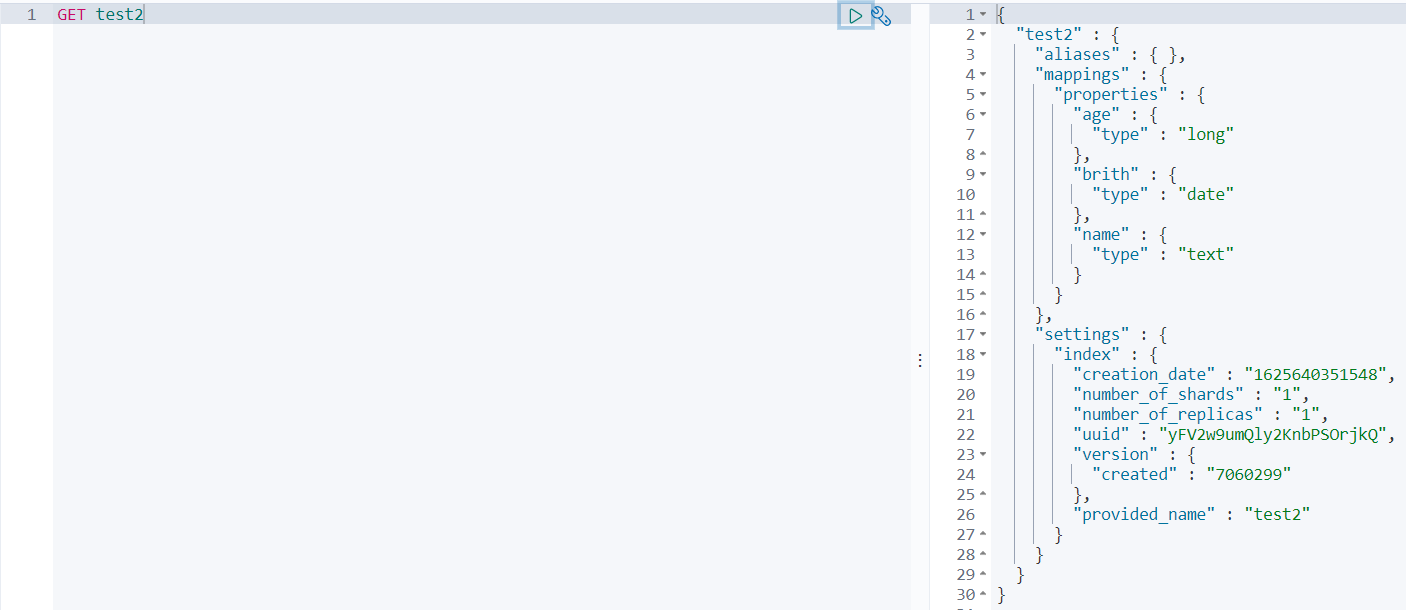 1 GET test2
1 {
2 "test2" : {
3 "aliases" : { },
4 "mappings" : {
5 "properties" : {
6 "age" : {
7 "type" : "long"
8 },
9 "brith" : {
10 "type" : "date"
11 },
12 "name" : {
13 "type" : "text"
14 }
15 }
16 },
17 "settings" : {
18 "index" : {
19 "creation_date" : "1625640351548",
20 "number_of_shards" : "1",
21 "number_of_replicas" : "1",
22 "uuid" : "yFV2w9umQly2KnbPSOrjkQ",
23 "version" : {
24 "created" : "7060299"
25 },
26 "provided_name" : "test2"
27 }
28 }
29 }
30 }